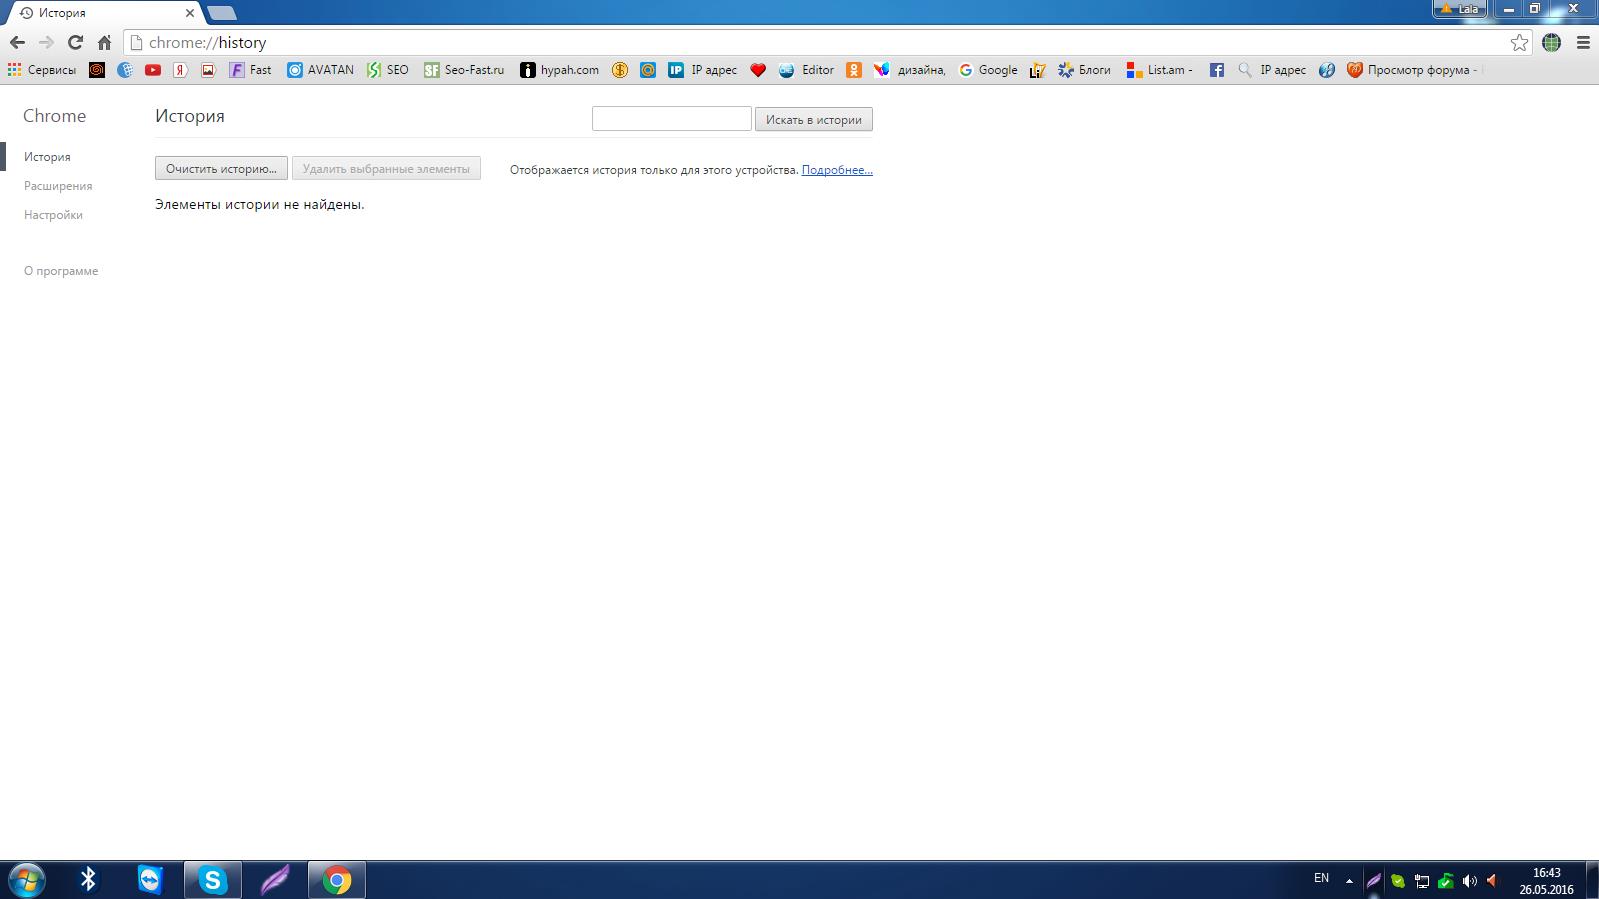 История
Lala
chrome://history
Сервисы
Я
Fast
AVATAN
SEO
SF Seo-Fast.ru
hypah.com
IP IP адрес
Editor
дизайна,
Google
Блоги
List.am -
IP адрес
Просмотр форума -
Chrome
История
Искать в истории
История
Расширения
Настройки
О программе
Очистить историю...
Удалить выбранные элементы
Отображается история только для этого устройства. Подробнее...
Элементы истории не найдены.
EN
16:43
26.05.2016